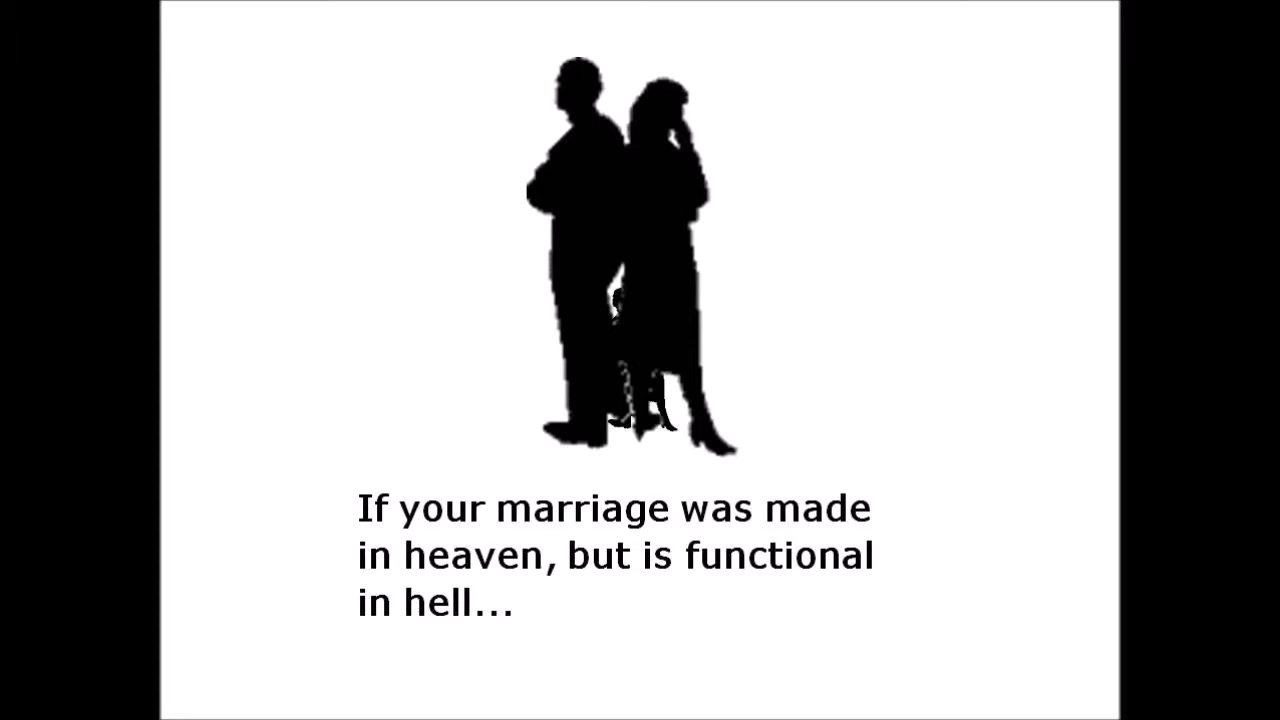 If your marriage was made
in heaven, but is functional
in hell...